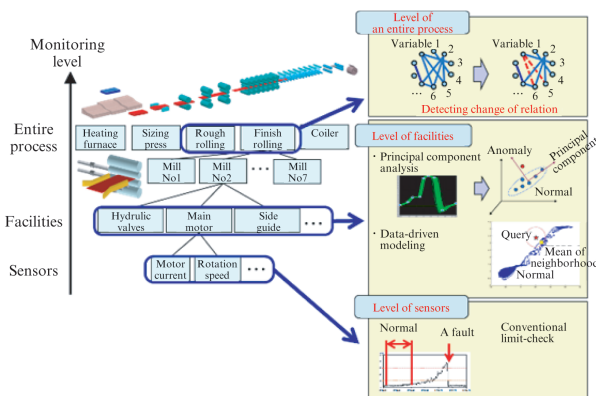 Monitoring
level
Entire
process
Facilities
Sensors
Heating
furnace
Sizing
press
Rough
rolling
Finish
rolling
Coiler
Mill
No1
Mill
No2
Mill
No7
Hydrulic
valves
Main
motor
Side
guide
Motor
current
Rotation
speed
Level of
an entire process
Variable 1
2
3
4
5
6
Variable 1
2
3
4
5
6
Detecting change of relation
Level of facilities
· Principal component
analysis
Anomaly
Principal
component
Normal
· Data-driven
modeling
Query
Mean of
neighborhood
Normal
Level of sensors
Normal
A fault
Conventional
limit-check